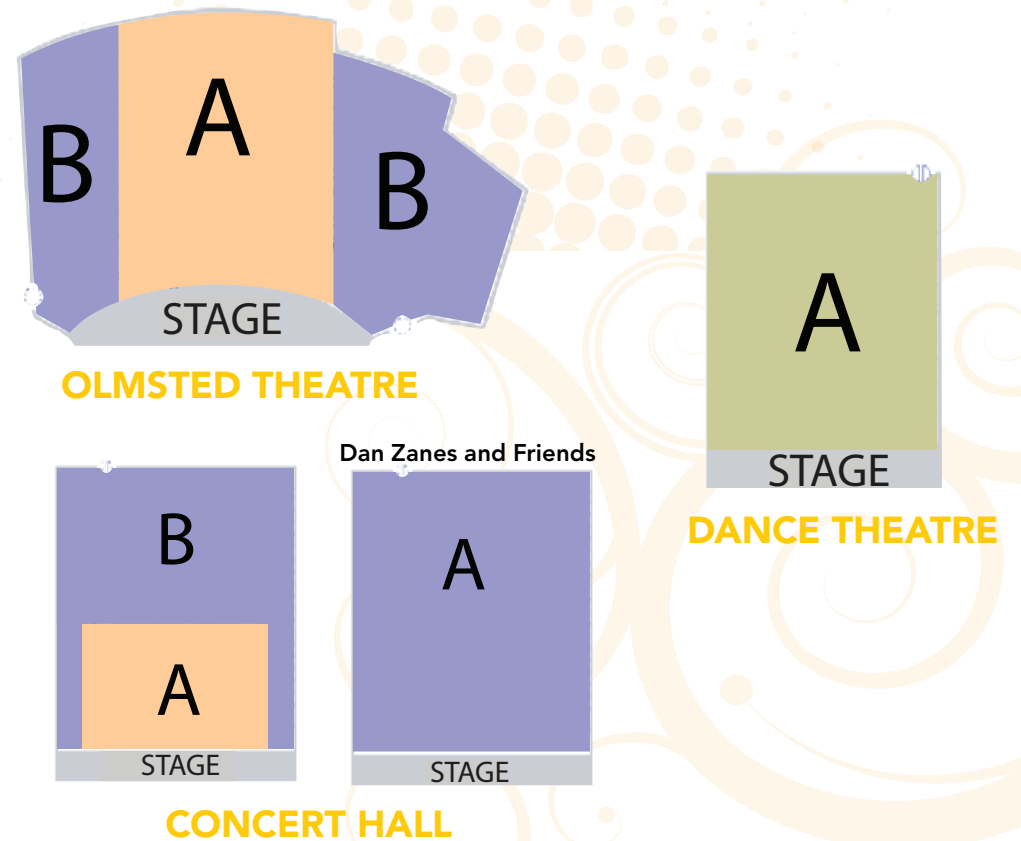 B
A
B
STAGE
OLMSTED THEATRE
A
STAGE
DANCE THEATRE
B
A
STAGE
Dan Zanes and Friends
A
STAGE
CONCERT HALL